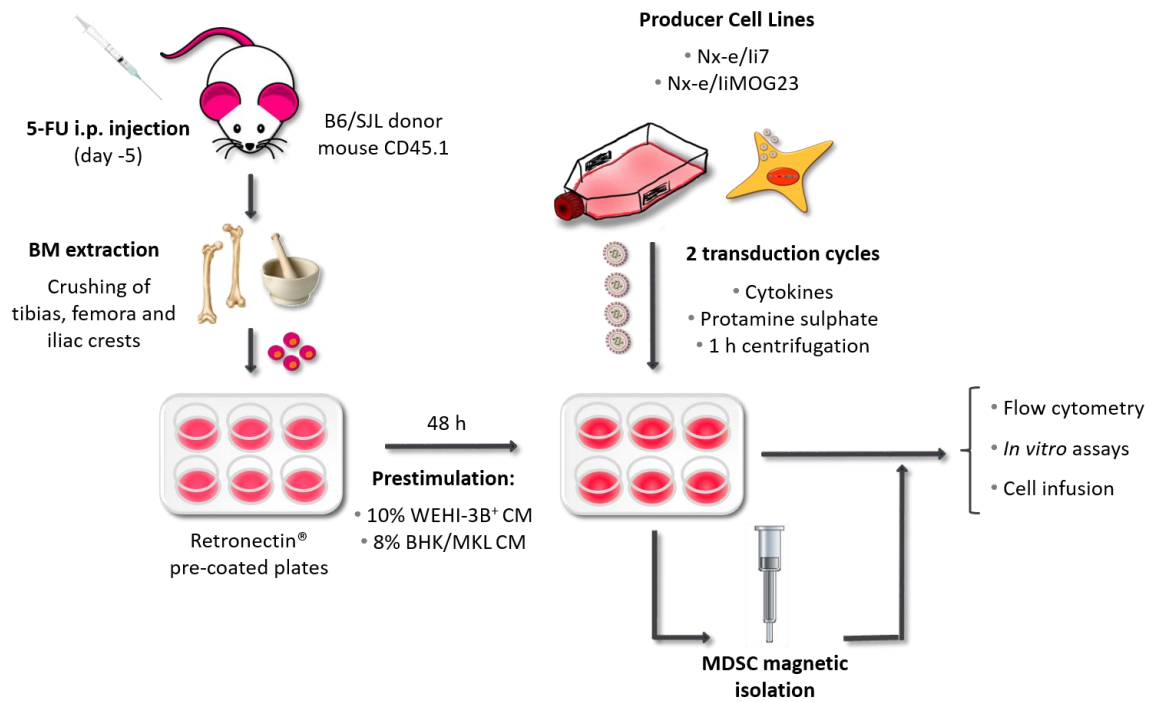 Producer Cell Lines
• Nx-e/Ii7
• Nx-e/IiMOG23
5-FU i.p. injection
(day -5)
B6/SJL donor
mouse CD45.1
BM extraction
Crushing of
tibias, femora and
iliac crests
2 transduction cycles
• Cytokines
• Protamine sulphate
• 1 h centrifugation
48 h
Prestimulation:
• 10% WEHI-3B⁺ CM
• 8% BHK/MKL CM
Retronectin®
pre-coated plates
• Flow cytometry
• In vitro assays
• Cell infusion
MDSC magnetic
isolation